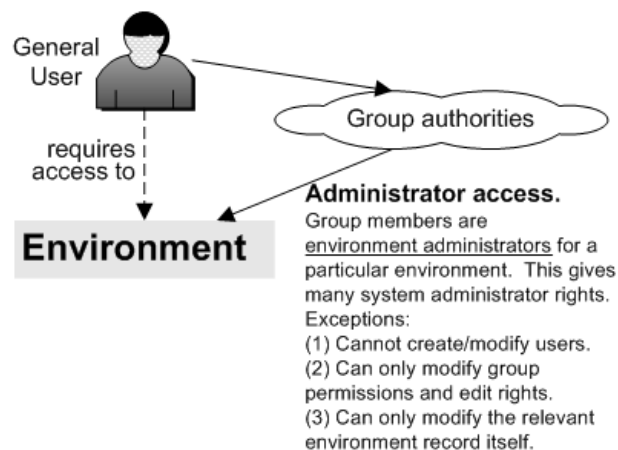 General
User
Group authorities
requires
access to
Environment
Administrator access.
Group members are
environment administrators for a
particular environment.  This gives
many system administrator rights.
Exceptions:
(1) Cannot create/modify users.
(2) Can only modify group
permissions and edit rights.
(3) Can only modify the relevant
environment record itself.